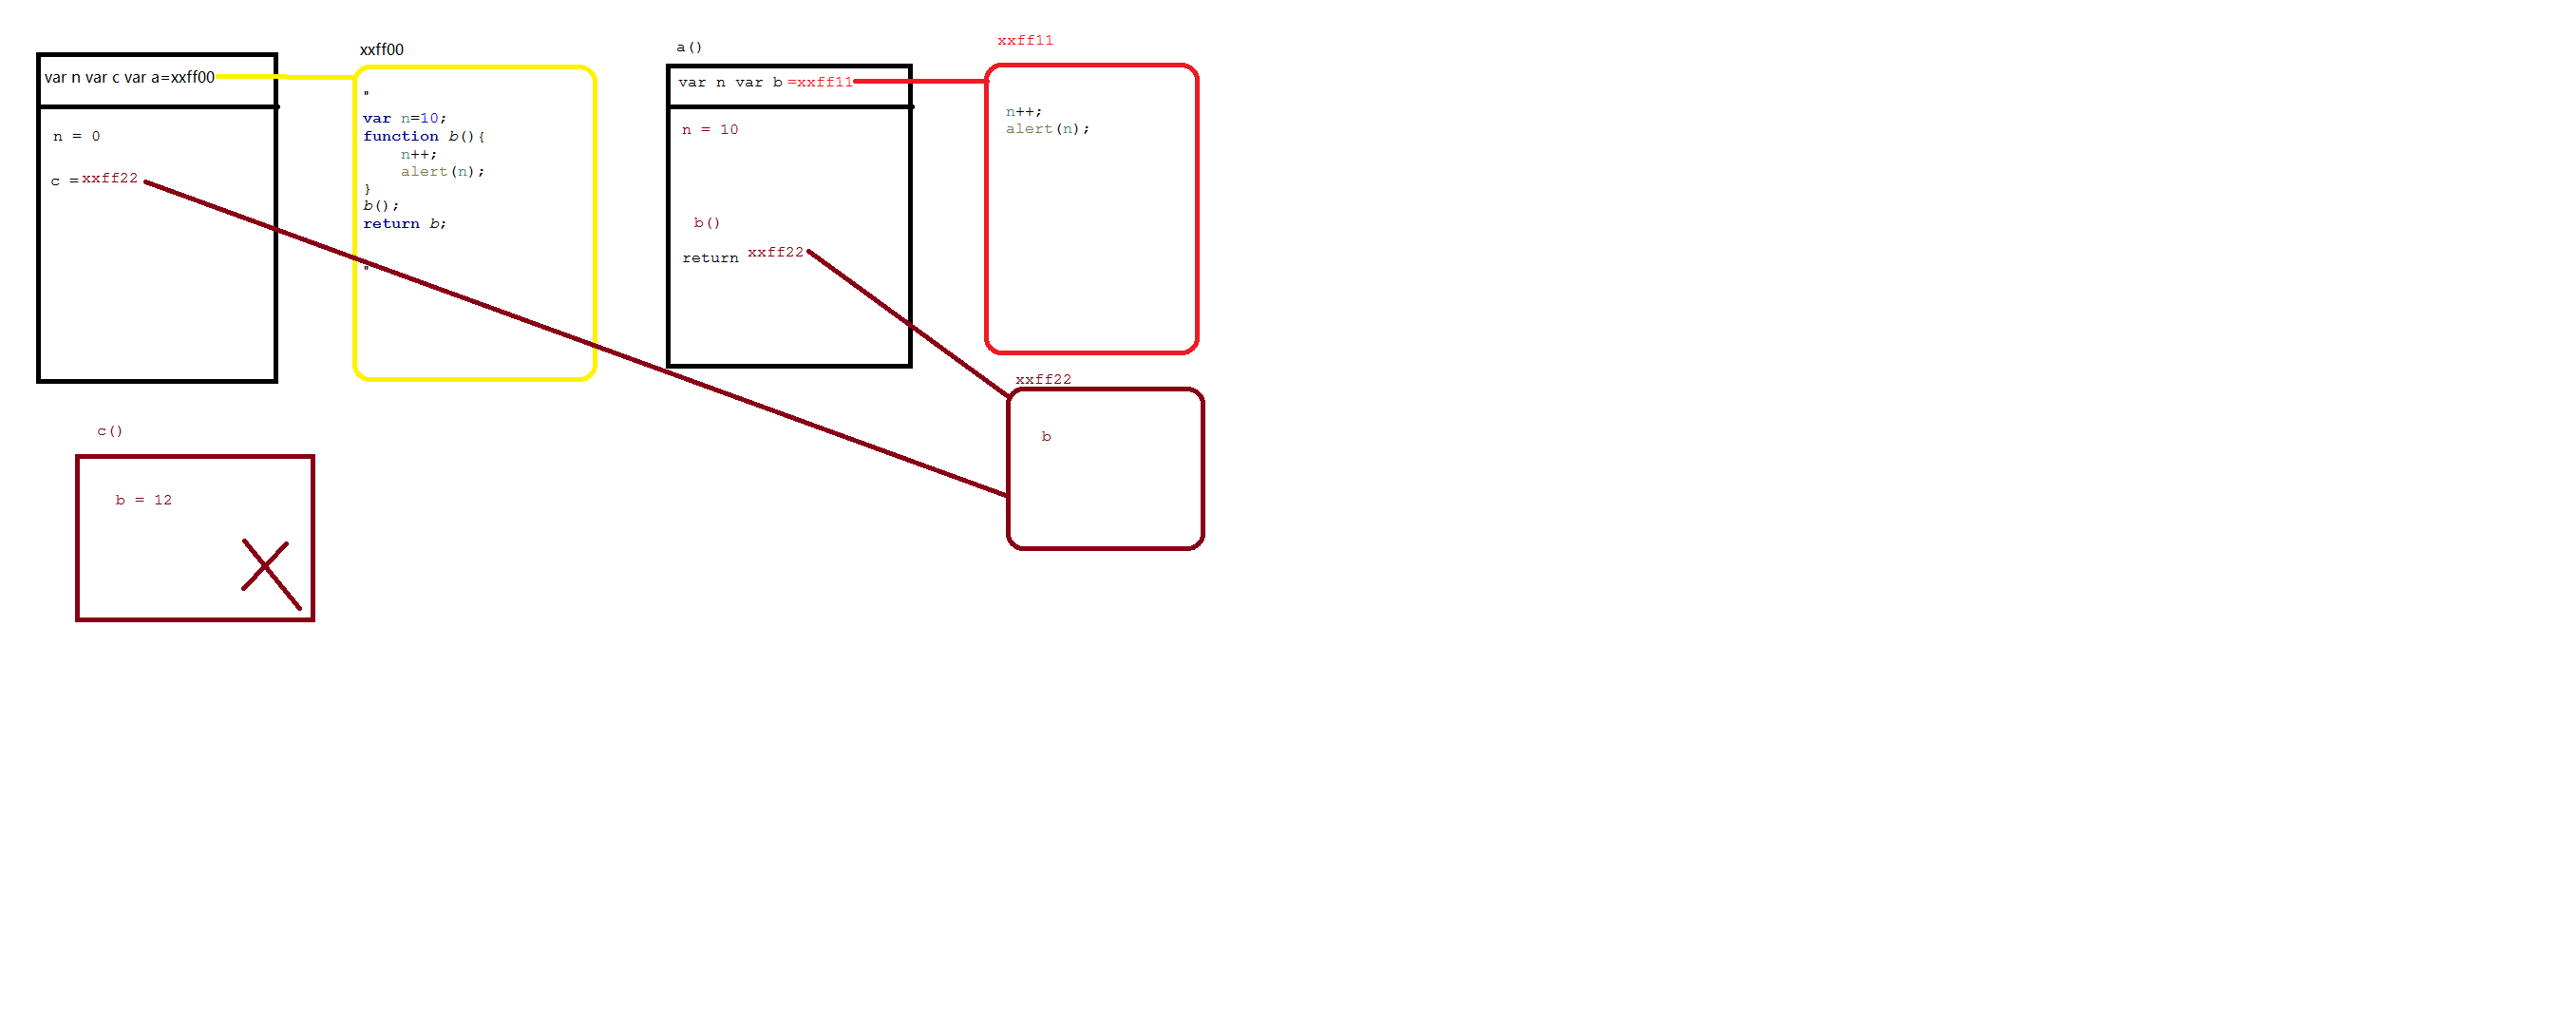 var n var c var a=xxff00
n = 0
c =xxff22
xxff00
"
var n=10;
function b(){
    n++;
    alert(n);
}
b();
return b;
"
a()
var n var b =xxff11
n = 10
b()
return xxff22
xxff11
n++;
alert(n);
xxff22
b
c()
b = 12